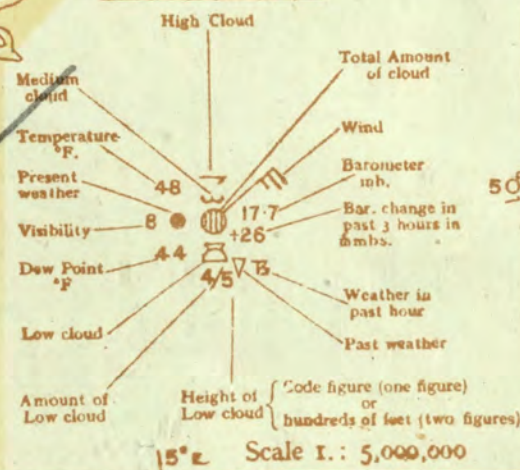 High Cloud
Total Amount
of cloud
Medium
cloud
Wind
Temperature
°F.
Barometer
mb.
Present
weather
48
17·7
8
Bar. change in
past 3 hours in
mbs.
+26
Visibility
44
Dew Point
°F
4/5
Weather in
past hour
Low cloud
Past weather
Amount of
Low cloud
Height of
Low cloud
Code figure (one figure)
or
hundreds of feet (two figures)
15°E
Scale 1.: 5,000,000